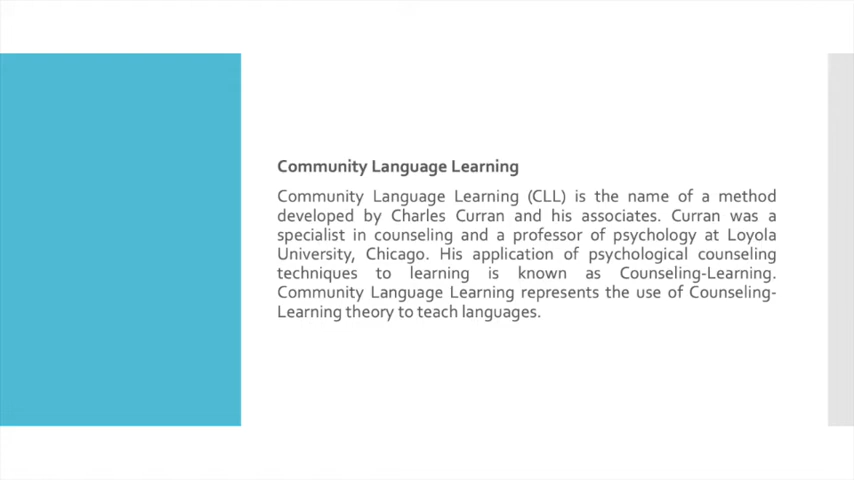 Community Language Learning
Community Language Learning (CLL) is the name of a method
developed by Charles Curran and his associates. Curran was a
specialist in counseling and a professor of psychology at Loyola
University, Chicago. His application of psychological counseling
techniques to learning is known as Counseling-Learning.
Community Language Learning represents the use of Counseling-
Learning theory to teach languages.